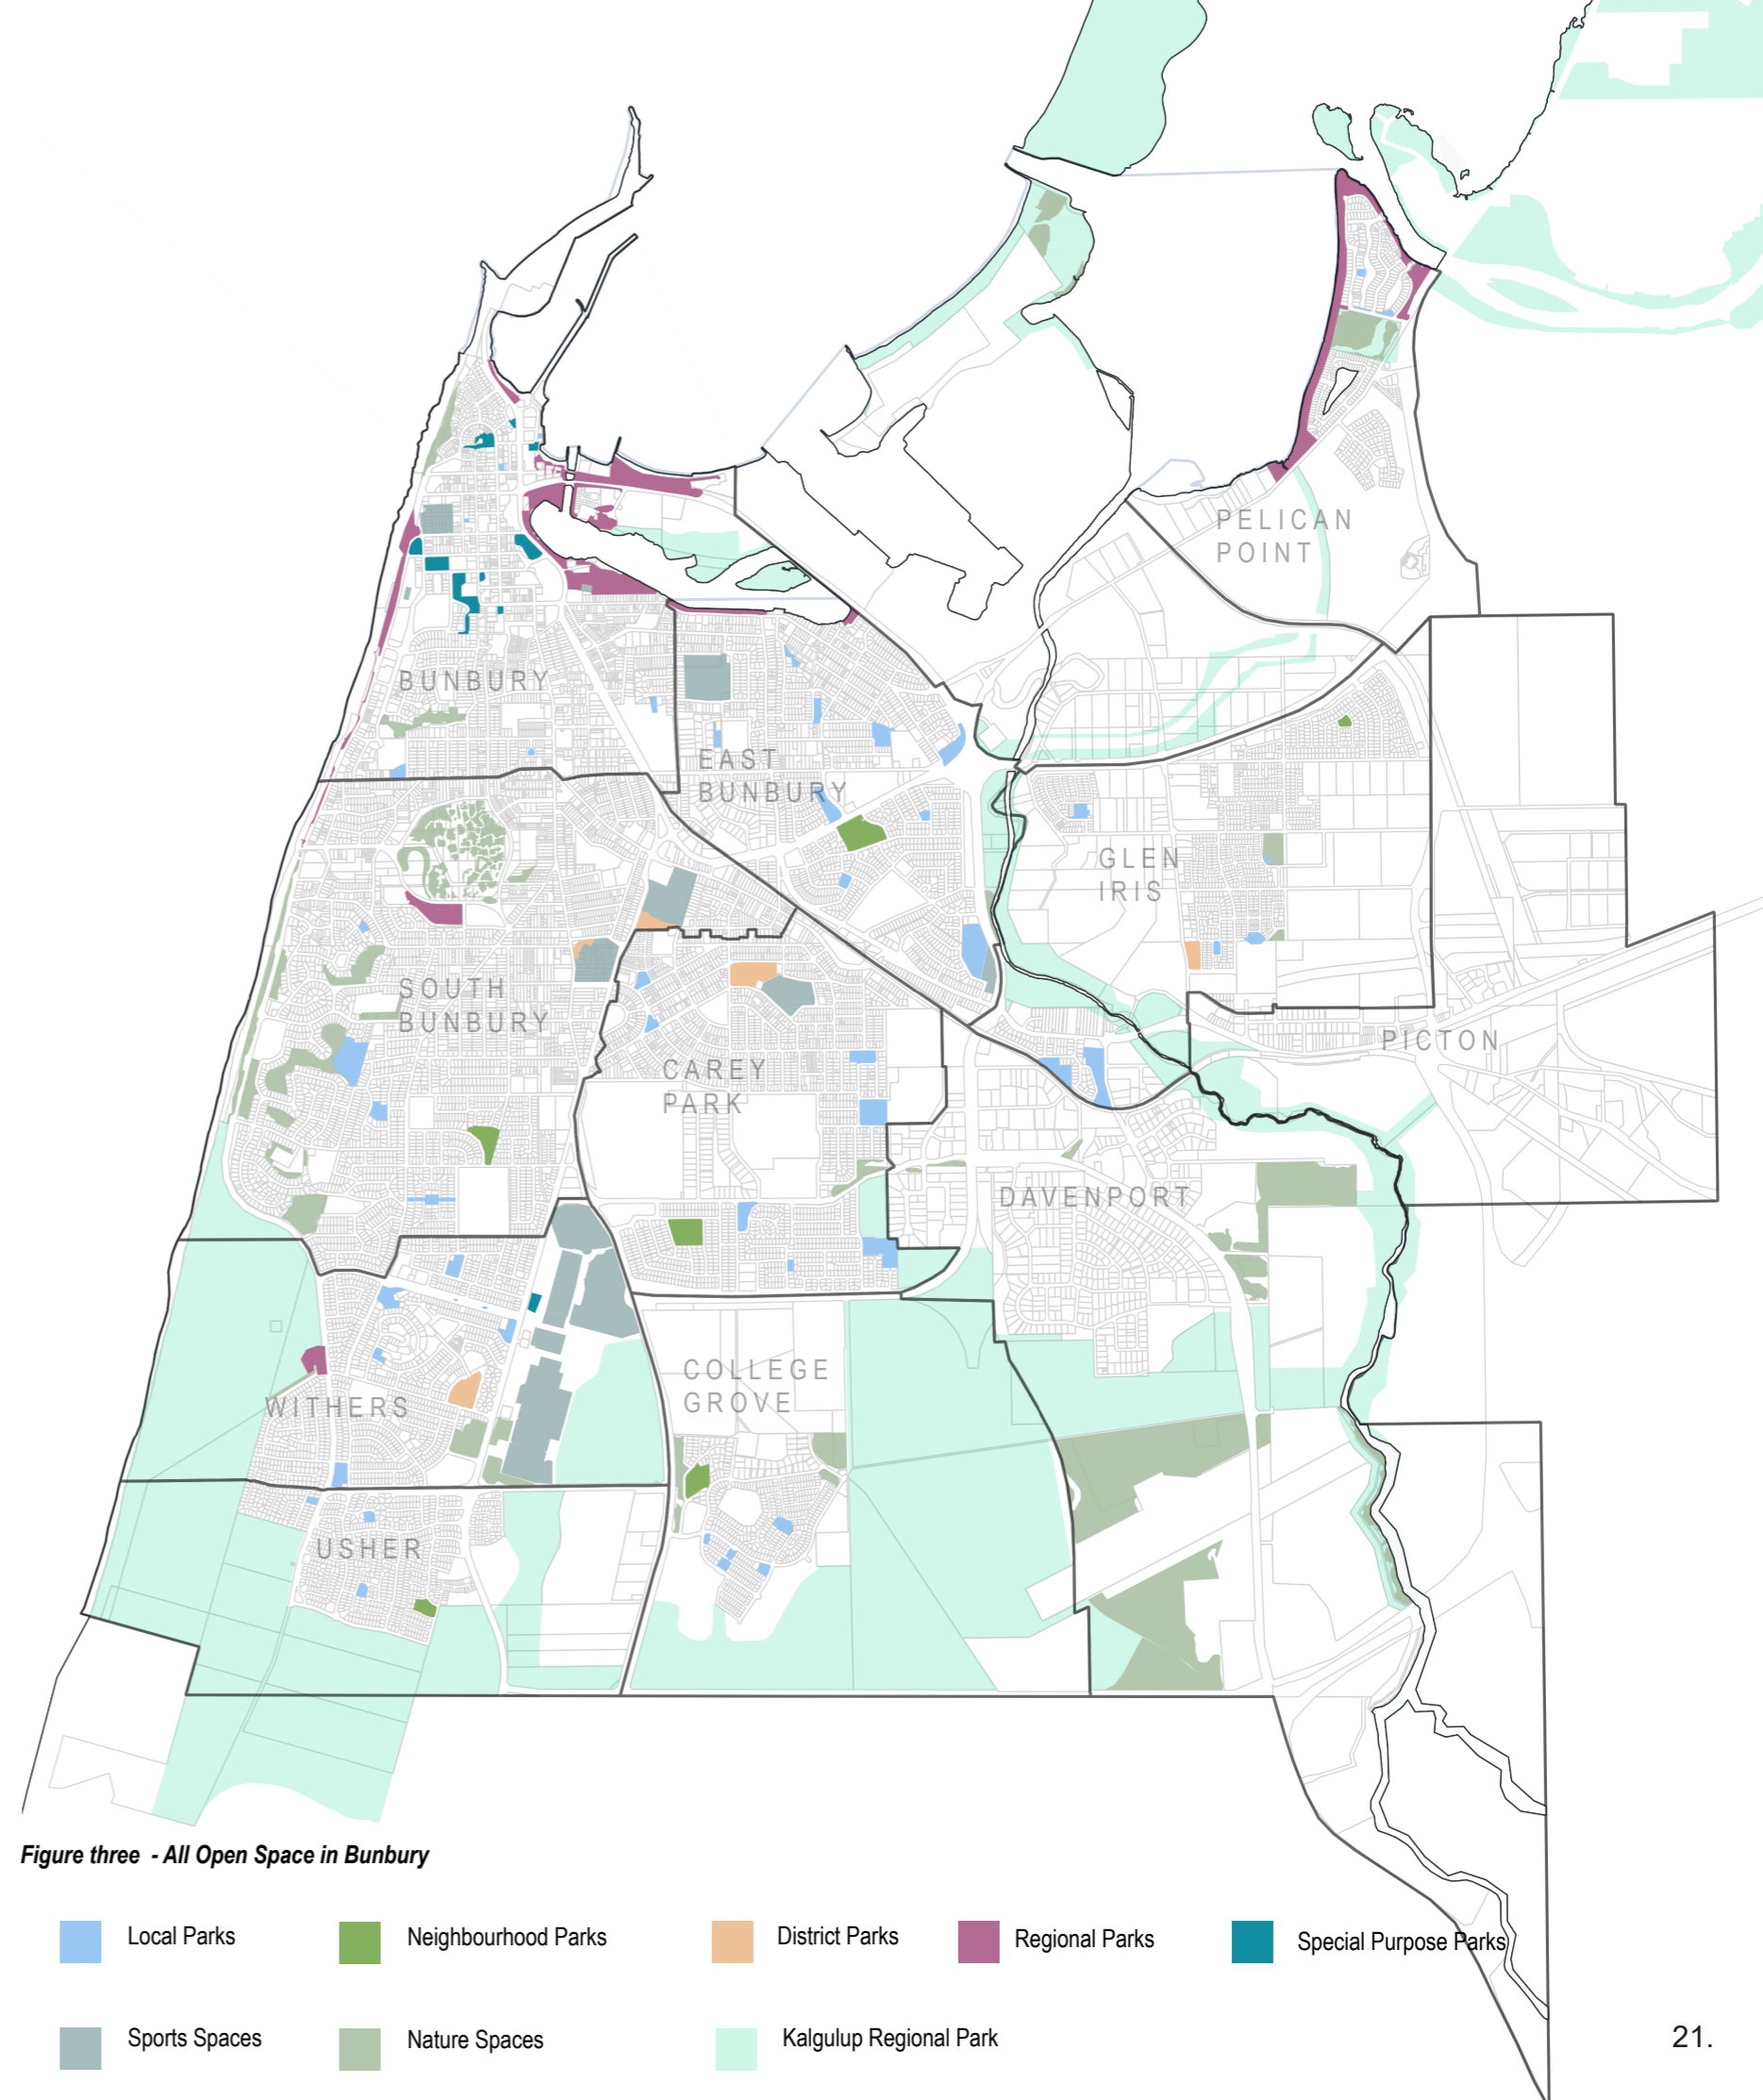 PELICAN
POINT
BUNBURY
EAST
BUNBURY
GLEN
IRIS
SOUTH
BUNBURY
PICTON
CAREY
PARK
DAVENPORT
COLLEGE
GROVE
WITHERS
USHER
Figure three - All Open Space in Bunbury
Local Parks
Neighbourhood Parks
District Parks
Regional Parks
Special Purpose Parks
Sports Spaces
Nature Spaces
Kalgulup Regional Park
21.